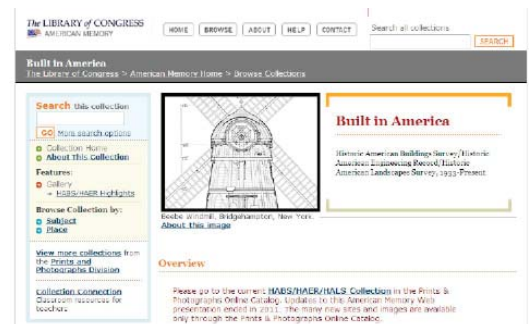 The LIBRARY of CONGRESS
AMERICAN MEMORY
HOME BROWSE ABOUT HELP CONTACT
Search all collections
SEARCH
Built in America
The Library of Congress > American Memory Home > Browse Collections
Search this collection
GO More search options
Collection Home
About This Collection
Features:
Gallery
HABS/HAER Highlights
Browse Collection by:
Subject
Place
View more collections from
the Prints and
Photographs Division
Collection Connection
Classroom resources for
teachers
Beebe Windmill, Bridgehampton, New York.
About this image
Built in America
Historic American Buildings Survey/Historic
American Engineering Record/Historic
American Landscapes Survey, 1933-Present
Overview
Please go to the current HABS/HAER/HALS Collection in the Prints &
Photographs Online Catalog. Updates to this American Memory Web
presentation ended in 2011. The many new sites and images are available
only through the Prints & Photographs Online Catalog.